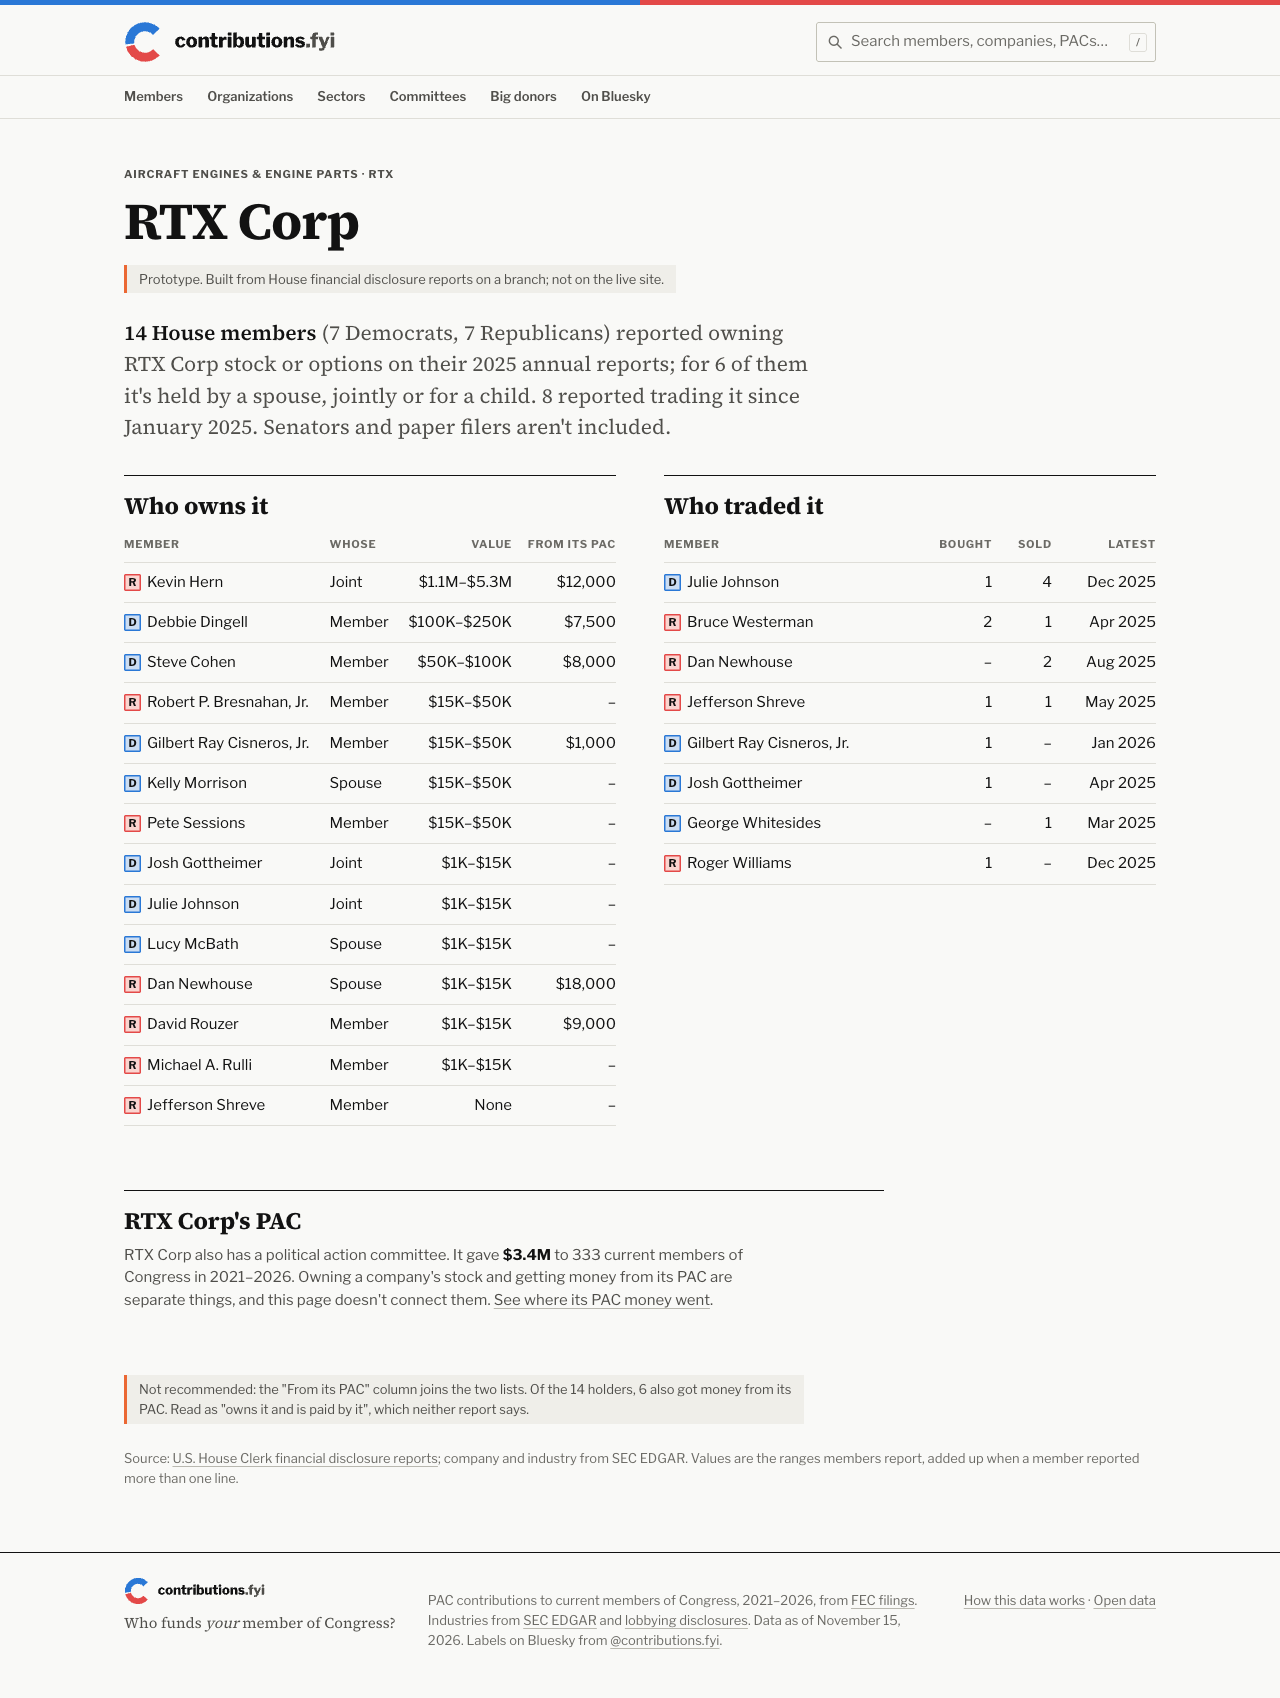 contributions.fyi
Search members, companies, PACs...
/
Members Organizations Sectors Committees Big donors On Bluesky
AIRCRAFT ENGINES & ENGINE PARTS · RTX
RTX Corp
Prototype. Built from House financial disclosure reports on a branch; not on the live site.
14 House members (7 Democrats, 7 Republicans) reported owning
RTX Corp stock or options on their 2025 annual reports; for 6 of them
it's held by a spouse, jointly or for a child. 8 reported trading it since
January 2025. Senators and paper filers aren't included.
Who owns it
MEMBER WHOSE VALUE FROM ITS PAC
R Kevin Hern Joint $1.1M–$5.3M $12,000
D Debbie Dingell Member $100K–$250K $7,500
D Steve Cohen Member $50K–$100K $8,000
R Robert P. Bresnahan, Jr. Member $15K–$50K –
D Gilbert Ray Cisneros, Jr. Member $15K–$50K $1,000
D Kelly Morrison Spouse $15K–$50K –
R Pete Sessions Member $15K–$50K –
D Josh Gottheimer Joint $1K–$15K –
D Julie Johnson Joint $1K–$15K –
D Lucy McBath Spouse $1K–$15K –
R Dan Newhouse Spouse $1K–$15K $18,000
R David Rouzer Member $1K–$15K $9,000
R Michael A. Rulli Member $1K–$15K –
R Jefferson Shreve Member None –
Who traded it
MEMBER BOUGHT SOLD LATEST
D Julie Johnson 1 4 Dec 2025
R Bruce Westerman 2 1 Apr 2025
R Dan Newhouse – 2 Aug 2025
R Jefferson Shreve 1 1 May 2025
D Gilbert Ray Cisneros, Jr. 1 – Jan 2026
D Josh Gottheimer 1 – Apr 2025
D George Whitesides – 1 Mar 2025
R Roger Williams 1 – Dec 2025
RTX Corp's PAC
RTX Corp also has a political action committee. It gave $3.4M to 333 current members of
Congress in 2021–2026. Owning a company's stock and getting money from its PAC are
separate things, and this page doesn't connect them. See where its PAC money went.
Not recommended: the "From its PAC" column joins the two lists. Of the 14 holders, 6 also got money from its
PAC. Read as "owns it and is paid by it", which neither report says.
Source: U.S. House Clerk financial disclosure reports; company and industry from SEC EDGAR. Values are the ranges members report, added up when a member reported
more than one line.
contributions.fyi
Who funds your member of Congress?
PAC contributions to current members of Congress, 2021–2026, from FEC filings.
Industries from SEC EDGAR and lobbying disclosures. Data as of November 15,
2026. Labels on Bluesky from @contributions.fyi.
How this data works · Open data